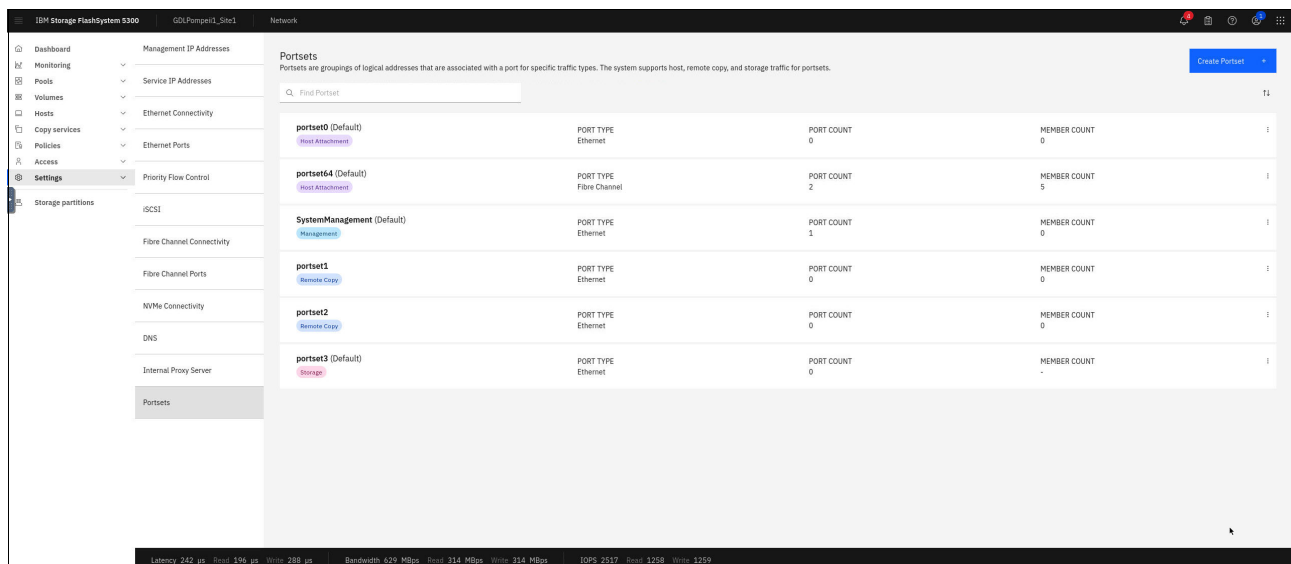 IBM Storage FlashSystem 5300 GDLPompeii1_Site1 Network
4
1
Dashboard
Monitoring
Pools
Volumes
Hosts
Copy services
Policies
Access
Settings
Storage partitions
Management IP Addresses
Service IP Addresses
Ethernet Connectivity
Ethernet Ports
Priority Flow Control
iSCSI
Fibre Channel Connectivity
Fibre Channel Ports
NVMe Connectivity
DNS
Internal Proxy Server
Portsets
Portsets
Portsets are groupings of logical addresses that are associated with a port for specific traffic types. The system supports host, remote copy, and storage traffic for portsets.
Create Portset +
Find Portset
portset0 (Default) PORT TYPE PORT COUNT MEMBER COUNT
Host Attachment Ethernet 0 0
portset64 (Default) PORT TYPE PORT COUNT MEMBER COUNT
Host Attachment Fibre Channel 2 5
SystemManagement (Default) PORT TYPE PORT COUNT MEMBER COUNT
Management Ethernet 1 0
portset1 PORT TYPE PORT COUNT MEMBER COUNT
Remote Copy Ethernet 0 0
portset2 PORT TYPE PORT COUNT MEMBER COUNT
Remote Copy Ethernet 0 0
portset3 (Default) PORT TYPE PORT COUNT MEMBER COUNT
Storage Ethernet 0 -
Latency 242 µs Read 196 µs Write 288 µs Bandwidth 629 MBps Read 314 MBps Write 314 MBps IOPS 2517 Read 1258 Write 1259